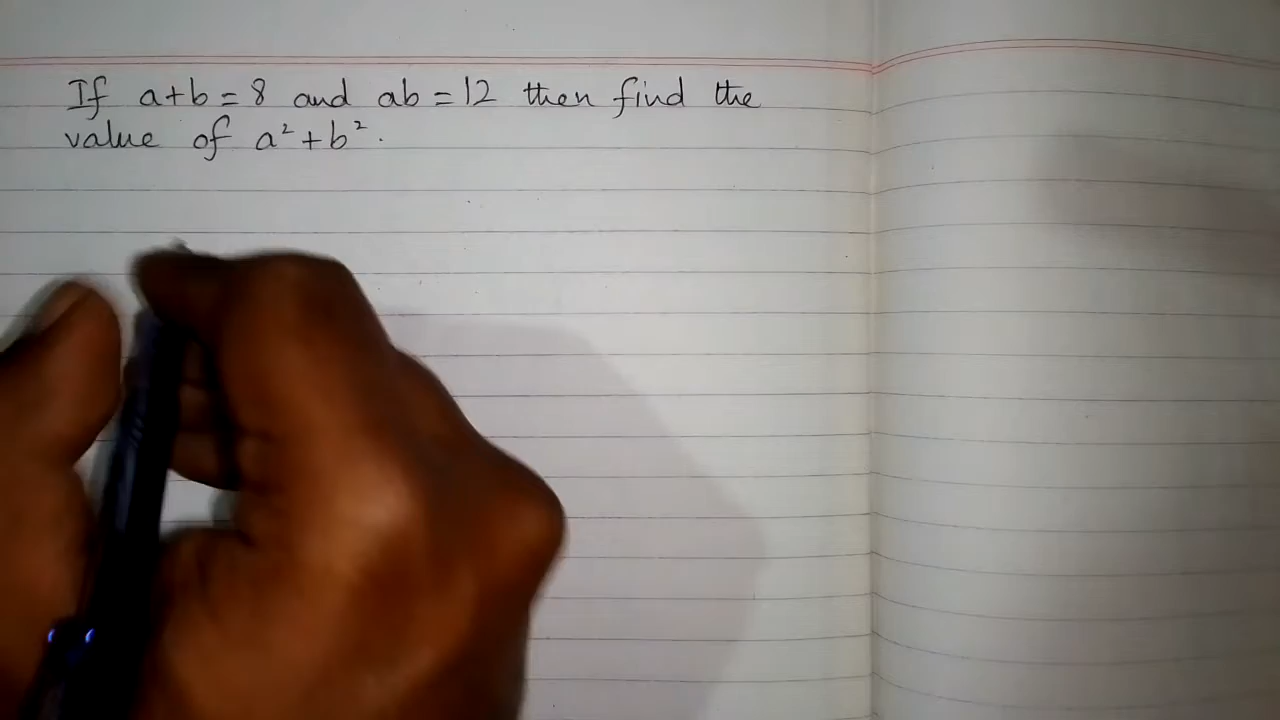 If a+b=8 and ab=12 then find the
value of a²+b².